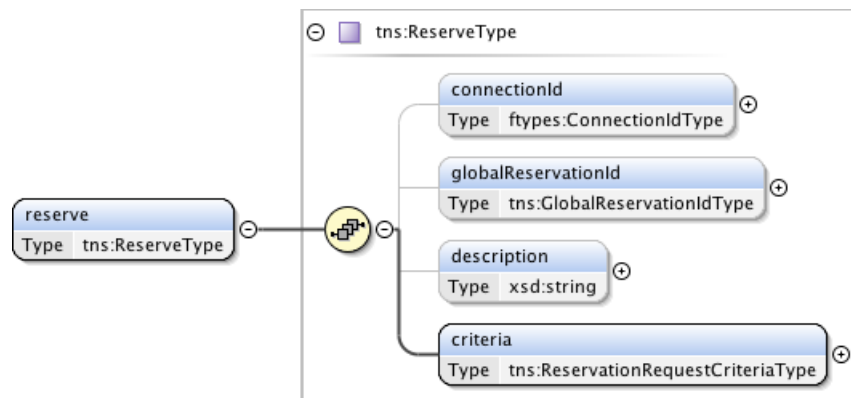 tns:ReserveType
connectionId
Type ftypes:ConnectionIdType
globalReservationId
Type tns:GlobalReservationIdType
reserve
Type tns:ReserveType
description
Type xsd:string
criteria
Type tns:ReservationRequestCriteriaType